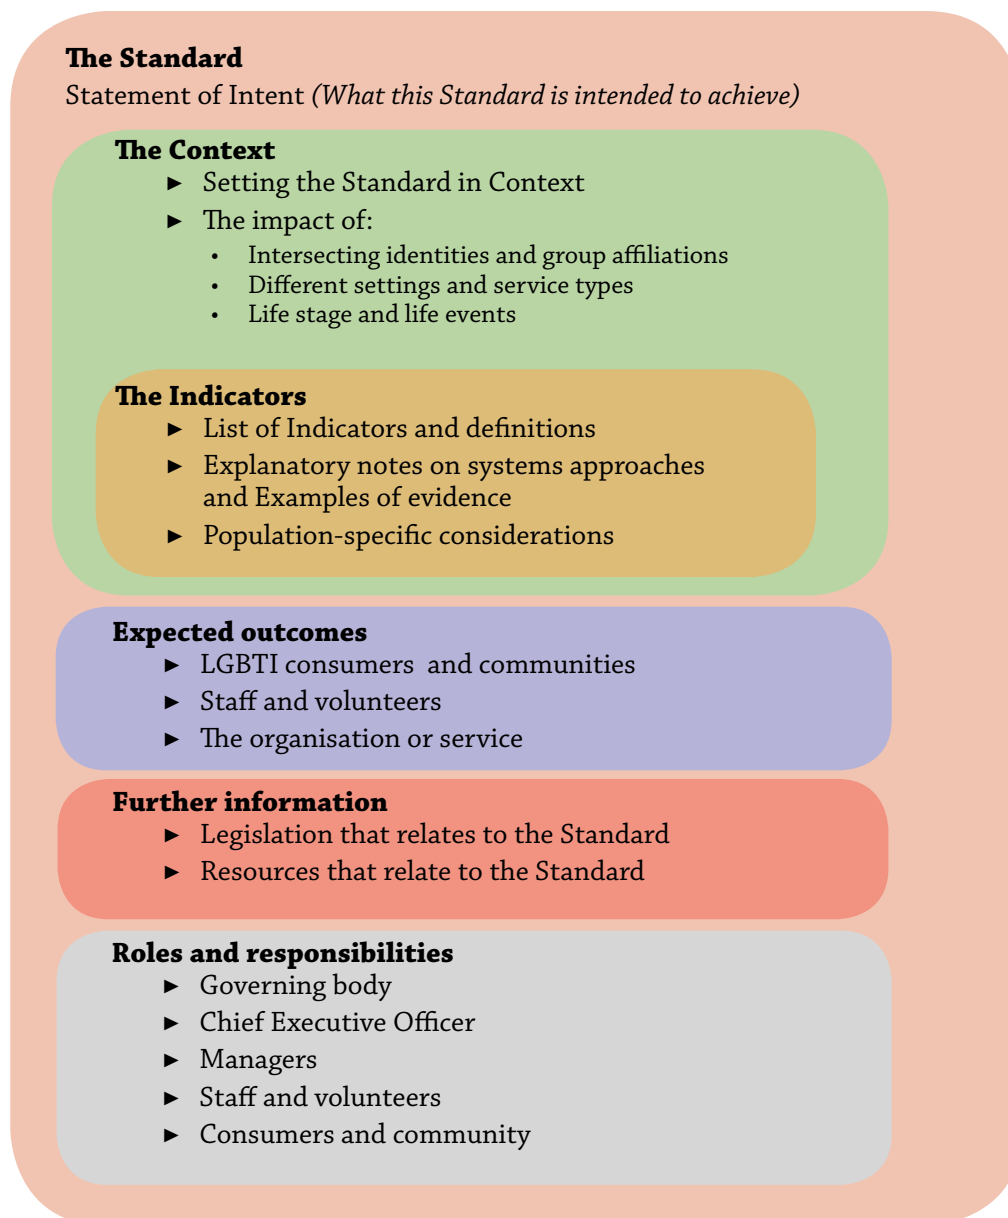 The Standard
Statement of Intent (What this Standard is intended to achieve)
The Context
► Setting the Standard in Context
► The impact of:
• Intersecting identities and group affiliations
• Different settings and service types
• Life stage and life events
The Indicators
► List of Indicators and definitions
► Explanatory notes on systems approaches
and Examples of evidence
► Population-specific considerations
Expected outcomes
► LGBTI consumers and communities
► Staff and volunteers
► The organisation or service
Further information
► Legislation that relates to the Standard
► Resources that relate to the Standard
Roles and responsibilities
► Governing body
► Chief Executive Officer
► Managers
► Staff and volunteers
► Consumers and community